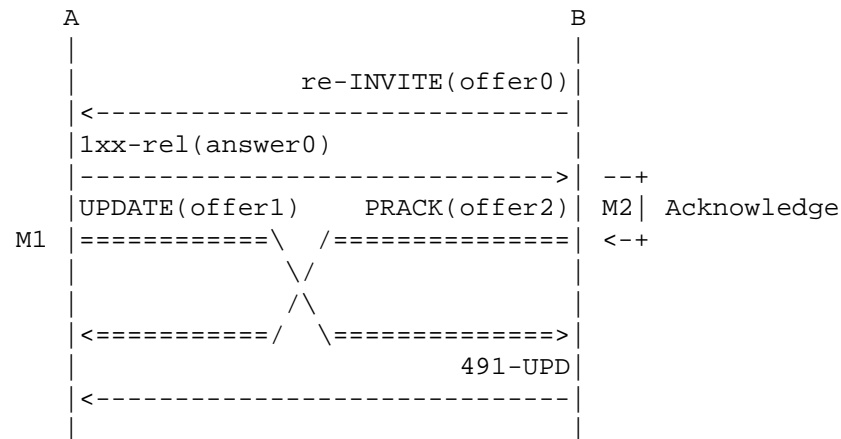 A B
re-INVITE(offer0)
1xx-rel(answer0)
--+
UPDATE(offer1) PRACK(offer2) M2| Acknowledge
M1 <-+
491-UPD